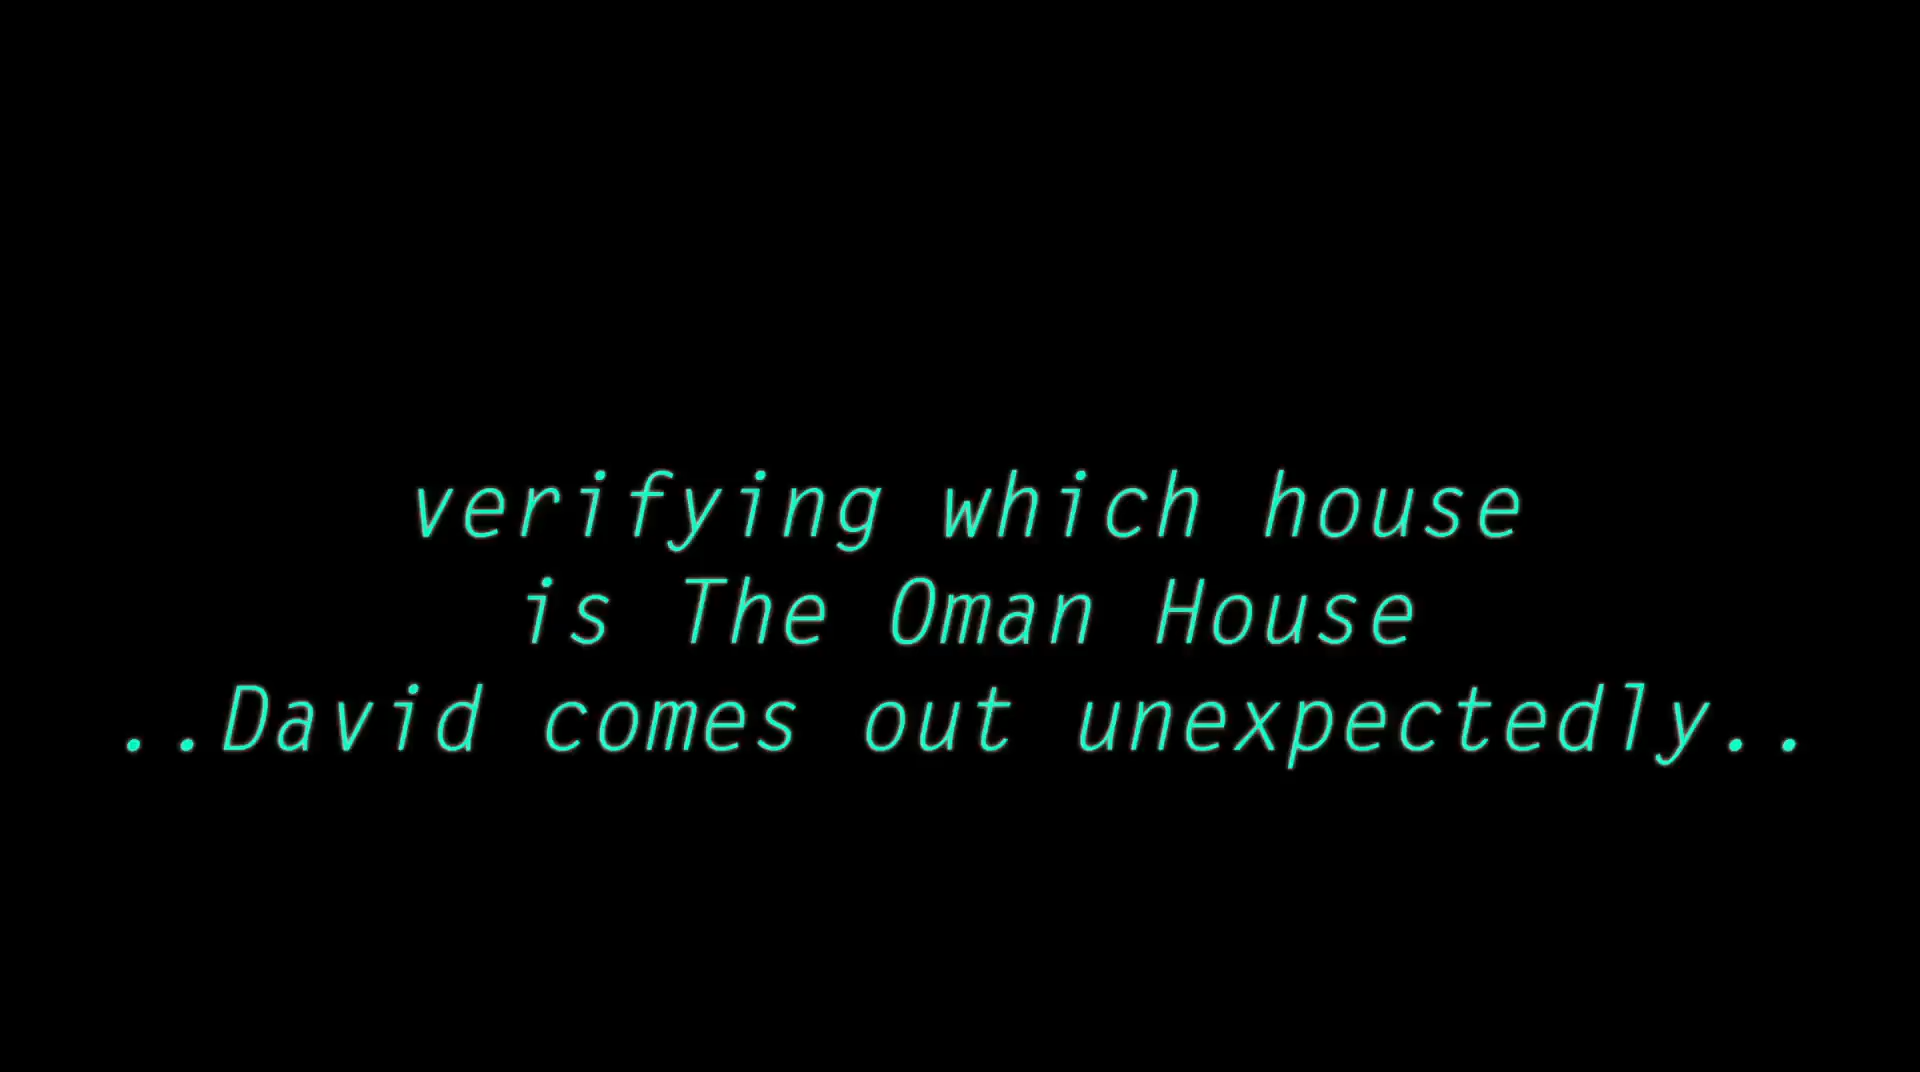 verifying which house
is The Oman House
..David comes out unexpectedly..